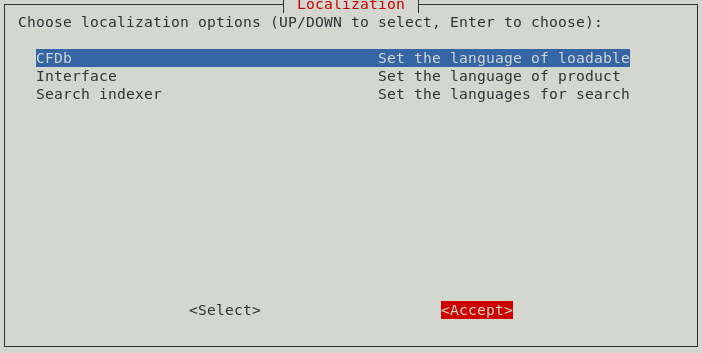 Localization
Choose localization options (UP/DOWN to select, Enter to choose):
CFDb Set the language of loadable
Interface Set the language of product
Search indexer Set the languages for search
<Select> <Accept>